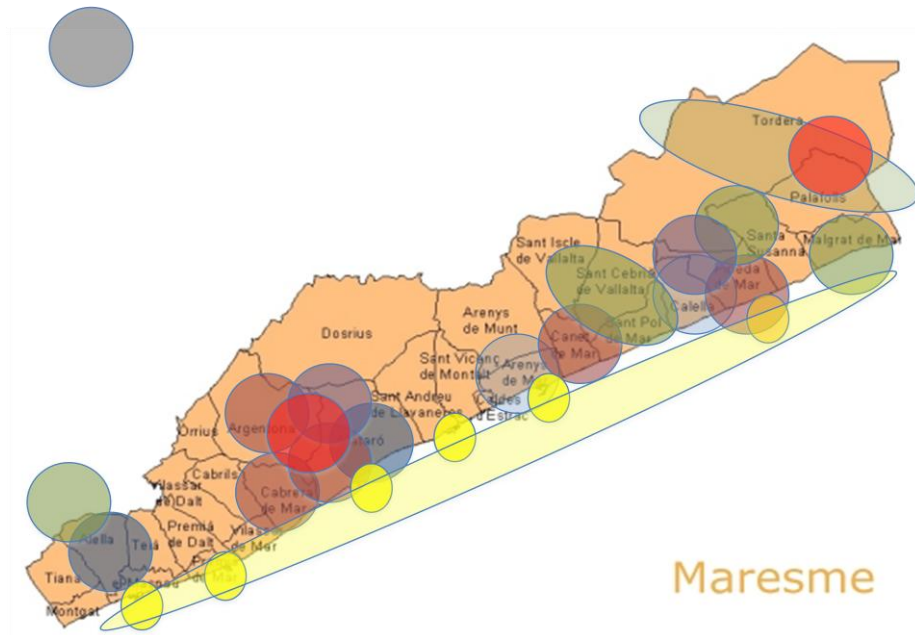 Tordera
Palafolls
Sant Iscle
de Vallalta
Santa
Susanna
Malgrat de Mar
Sant Cebrià
de Vallalta
de Mar
Calella
Dosrius
Arenys
de Munt
Sant Pol
de Mar
Canet
de Mar
Sant Vicenç
de Montalt
Arenys
de Mar
Sant Andreu
de Llavaneres
Caldes
d'Estrac
Argentona
Orrius
Cabrils
Cabrera
de Mar
Vilassar
de Dalt
Premià
de Dalt
Vilassar
de Mar
Alella
Teià
de Mar
Tiana
Montgat
Maresme